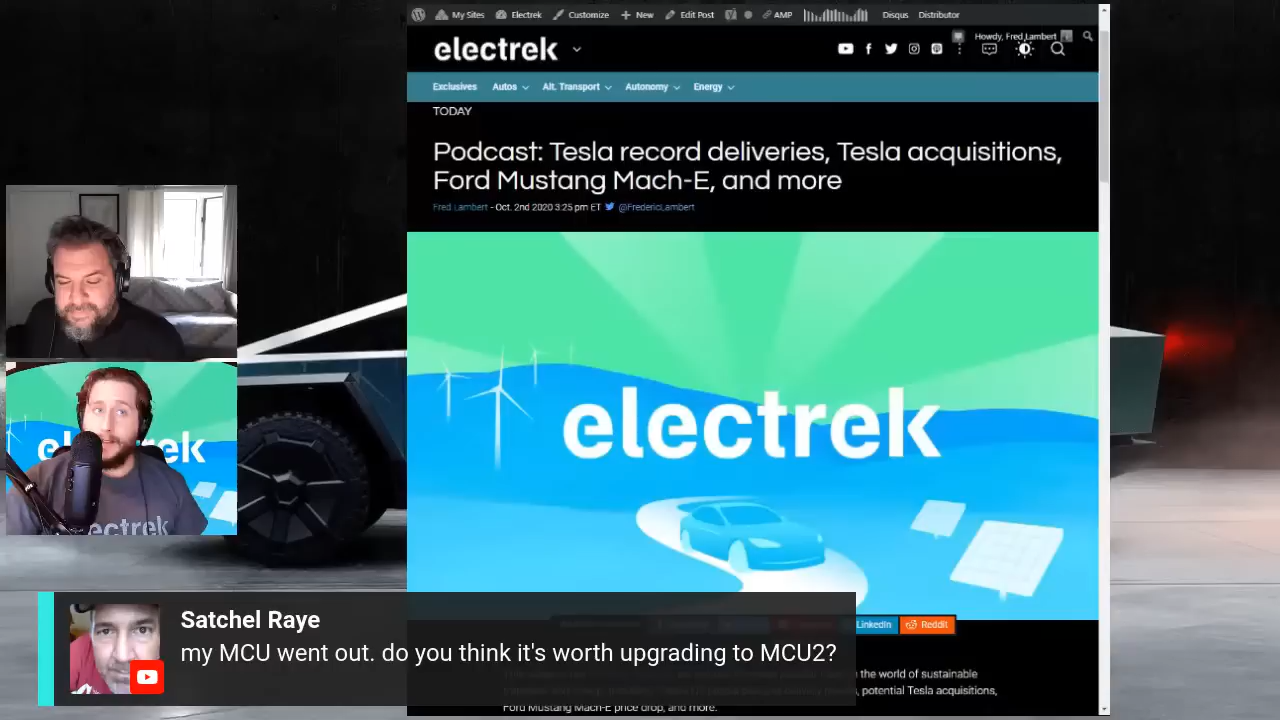 My Sites
Electrek
Customize
New
Edit Post
AMP
Disqus
Distributor
Howdy, Fred Lambert
electrek
Exclusives
Autos
Alt. Transport
Autonomy
Energy
TODAY
Podcast: Tesla record deliveries, Tesla acquisitions,
Ford Mustang Mach-E, and more
Fred Lambert - Oct. 2nd 2020 3:25 pm ET @FredericLambert
electrek
LinkedIn
Reddit
Satchel Raye
my MCU went out. do you think it's worth upgrading to MCU2?
the world of sustainable
potential Tesla acquisitions,
Ford Mustang Mach-E price drop, and more.